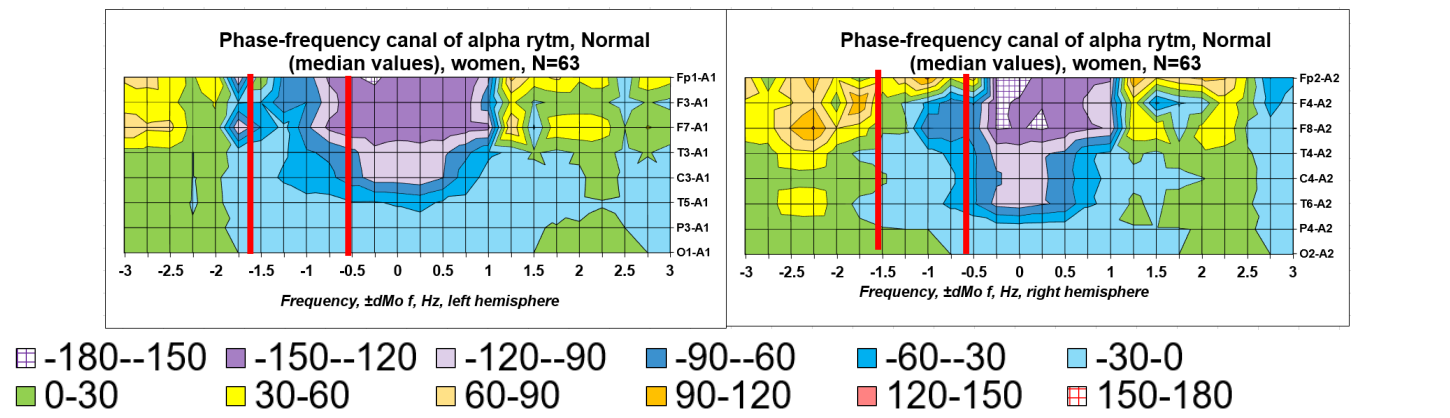 Phase-frequency canal of alpha rytm, Normal
(median values), women, N=63
Fp1-A1
F3-A1
F7-A1
T3-A1
C3-A1
T5-A1
P3-A1
O1-A1
-3 -2.5 -2 -1.5 -1 -0.5 0 0.5 1 1.5 2 2.5 3
Frequency, ±dMo f, Hz, left hemisphere
Phase-frequency canal of alpha rytm, Normal
(median values), women, N=63
Fp2-A2
F4-A2
F8-A2
T4-A2
C4-A2
T6-A2
P4-A2
O2-A2
-3 -2.5 -2 -1.5 -1 -0.5 0 0.5 1 1.5 2 2.5 3
Frequency, ±dMo f, Hz, right hemisphere
-180--150 -150--120 -120--90 -90--60 -60--30 -30-0
0-30 30-60 60-90 90-120 120-150 150-180